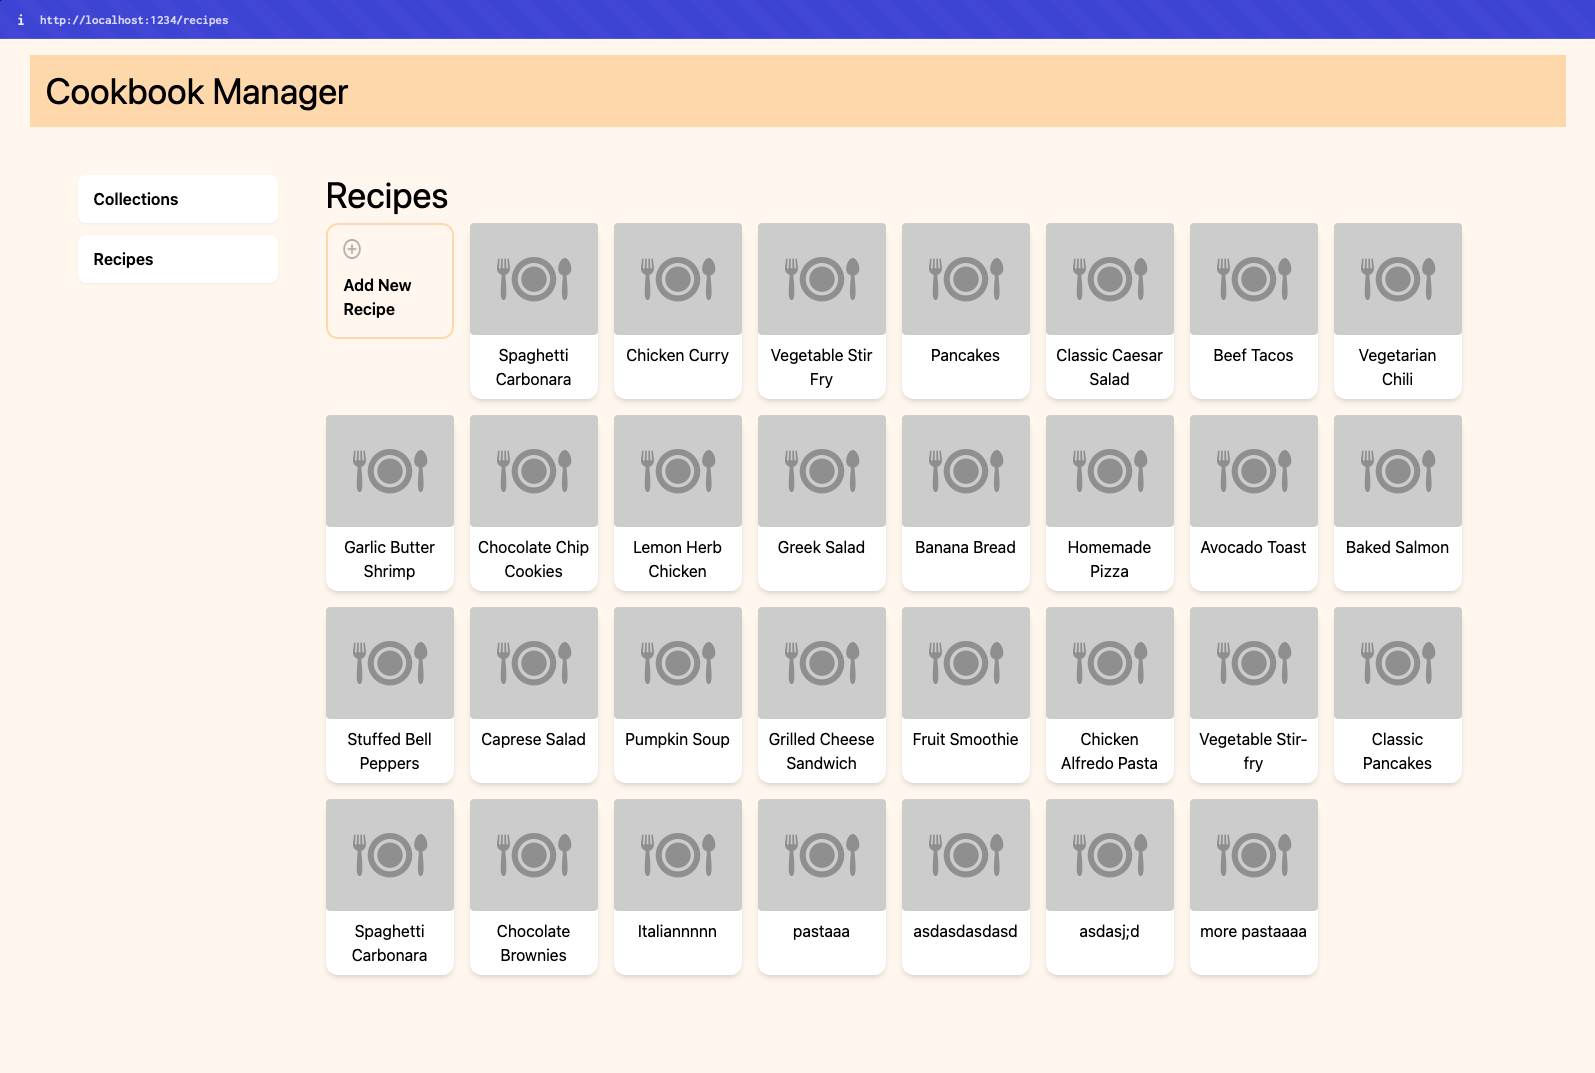 i http://localhost:1234/recipes
Cookbook Manager
Collections
Recipes
Recipes
Add New
Recipe
Spaghetti
Carbonara
Chicken Curry
Vegetable Stir
Fry
Pancakes
Classic Caesar
Salad
Beef Tacos
Vegetarian
Chili
Garlic Butter
Shrimp
Chocolate Chip
Cookies
Lemon Herb
Chicken
Greek Salad
Banana Bread
Homemade
Pizza
Avocado Toast
Baked Salmon
Stuffed Bell
Peppers
Caprese Salad
Pumpkin Soup
Grilled Cheese
Sandwich
Fruit Smoothie
Chicken
Alfredo Pasta
Vegetable Stir-
fry
Classic
Pancakes
Spaghetti
Carbonara
Chocolate
Brownies
Italiannnnn
pastaaa
asdasdasdasd
asdasj;d
more pastaaaa